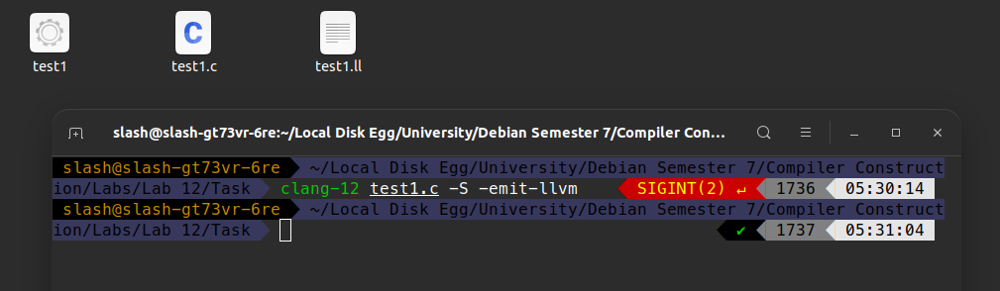 test1
test1.c
test1.ll
slash@slash-gt73vr-6re:~/Local Disk Egg/University/Debian Semester 7/Compiler Con...
slash@slash-gt73vr-6re ~/Local Disk Egg/University/Debian Semester 7/Compiler Construct
ion/Labs/Lab 12/Task clang-12 test1.c -S -emit-llvm SIGINT(2) ↵ 1736 05:30:14
slash@slash-gt73vr-6re ~/Local Disk Egg/University/Debian Semester 7/Compiler Construct
ion/Labs/Lab 12/Task ✔ 1737 05:31:04